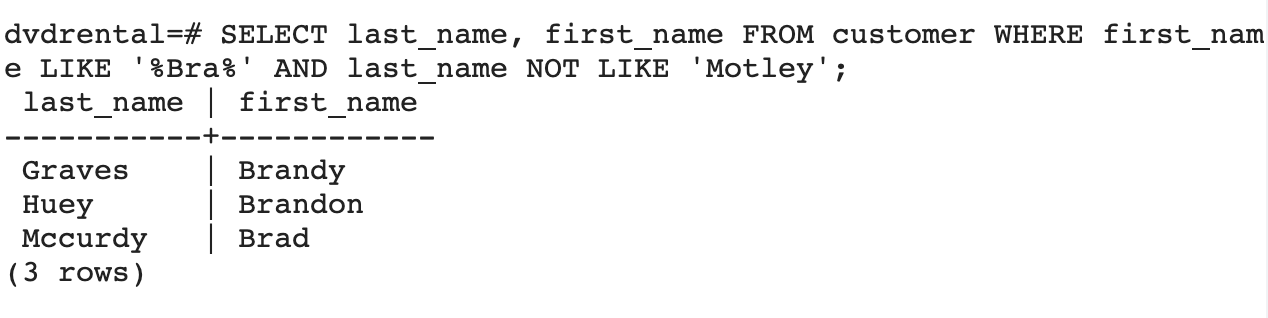 dvdrental=# SELECT last_name, first_name FROM customer WHERE first_nam
e LIKE '%Bra%' AND last_name NOT LIKE 'Motley';
 last_name | first_name
-----------+------------
 Graves    | Brandy
 Huey      | Brandon
 Mccurdy   | Brad
(3 rows)